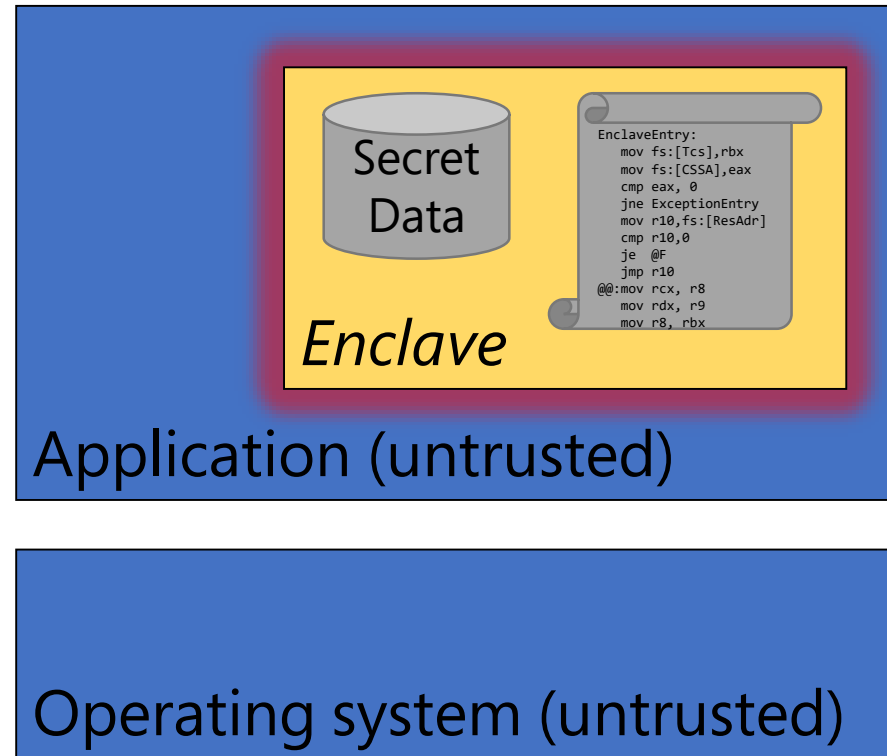 Secret
Data
EnclaveEntry:
mov fs:[Tcs],rbx
mov fs:[CSSA],eax
cmp eax, 0
jne ExceptionEntry
mov r10,fs:[ResAdr]
cmp r10,0
je @F
jmp r10
@@:mov rcx, r8
mov rdx, r9
mov r8, rbx
Enclave
Application (untrusted)
Operating system (untrusted)